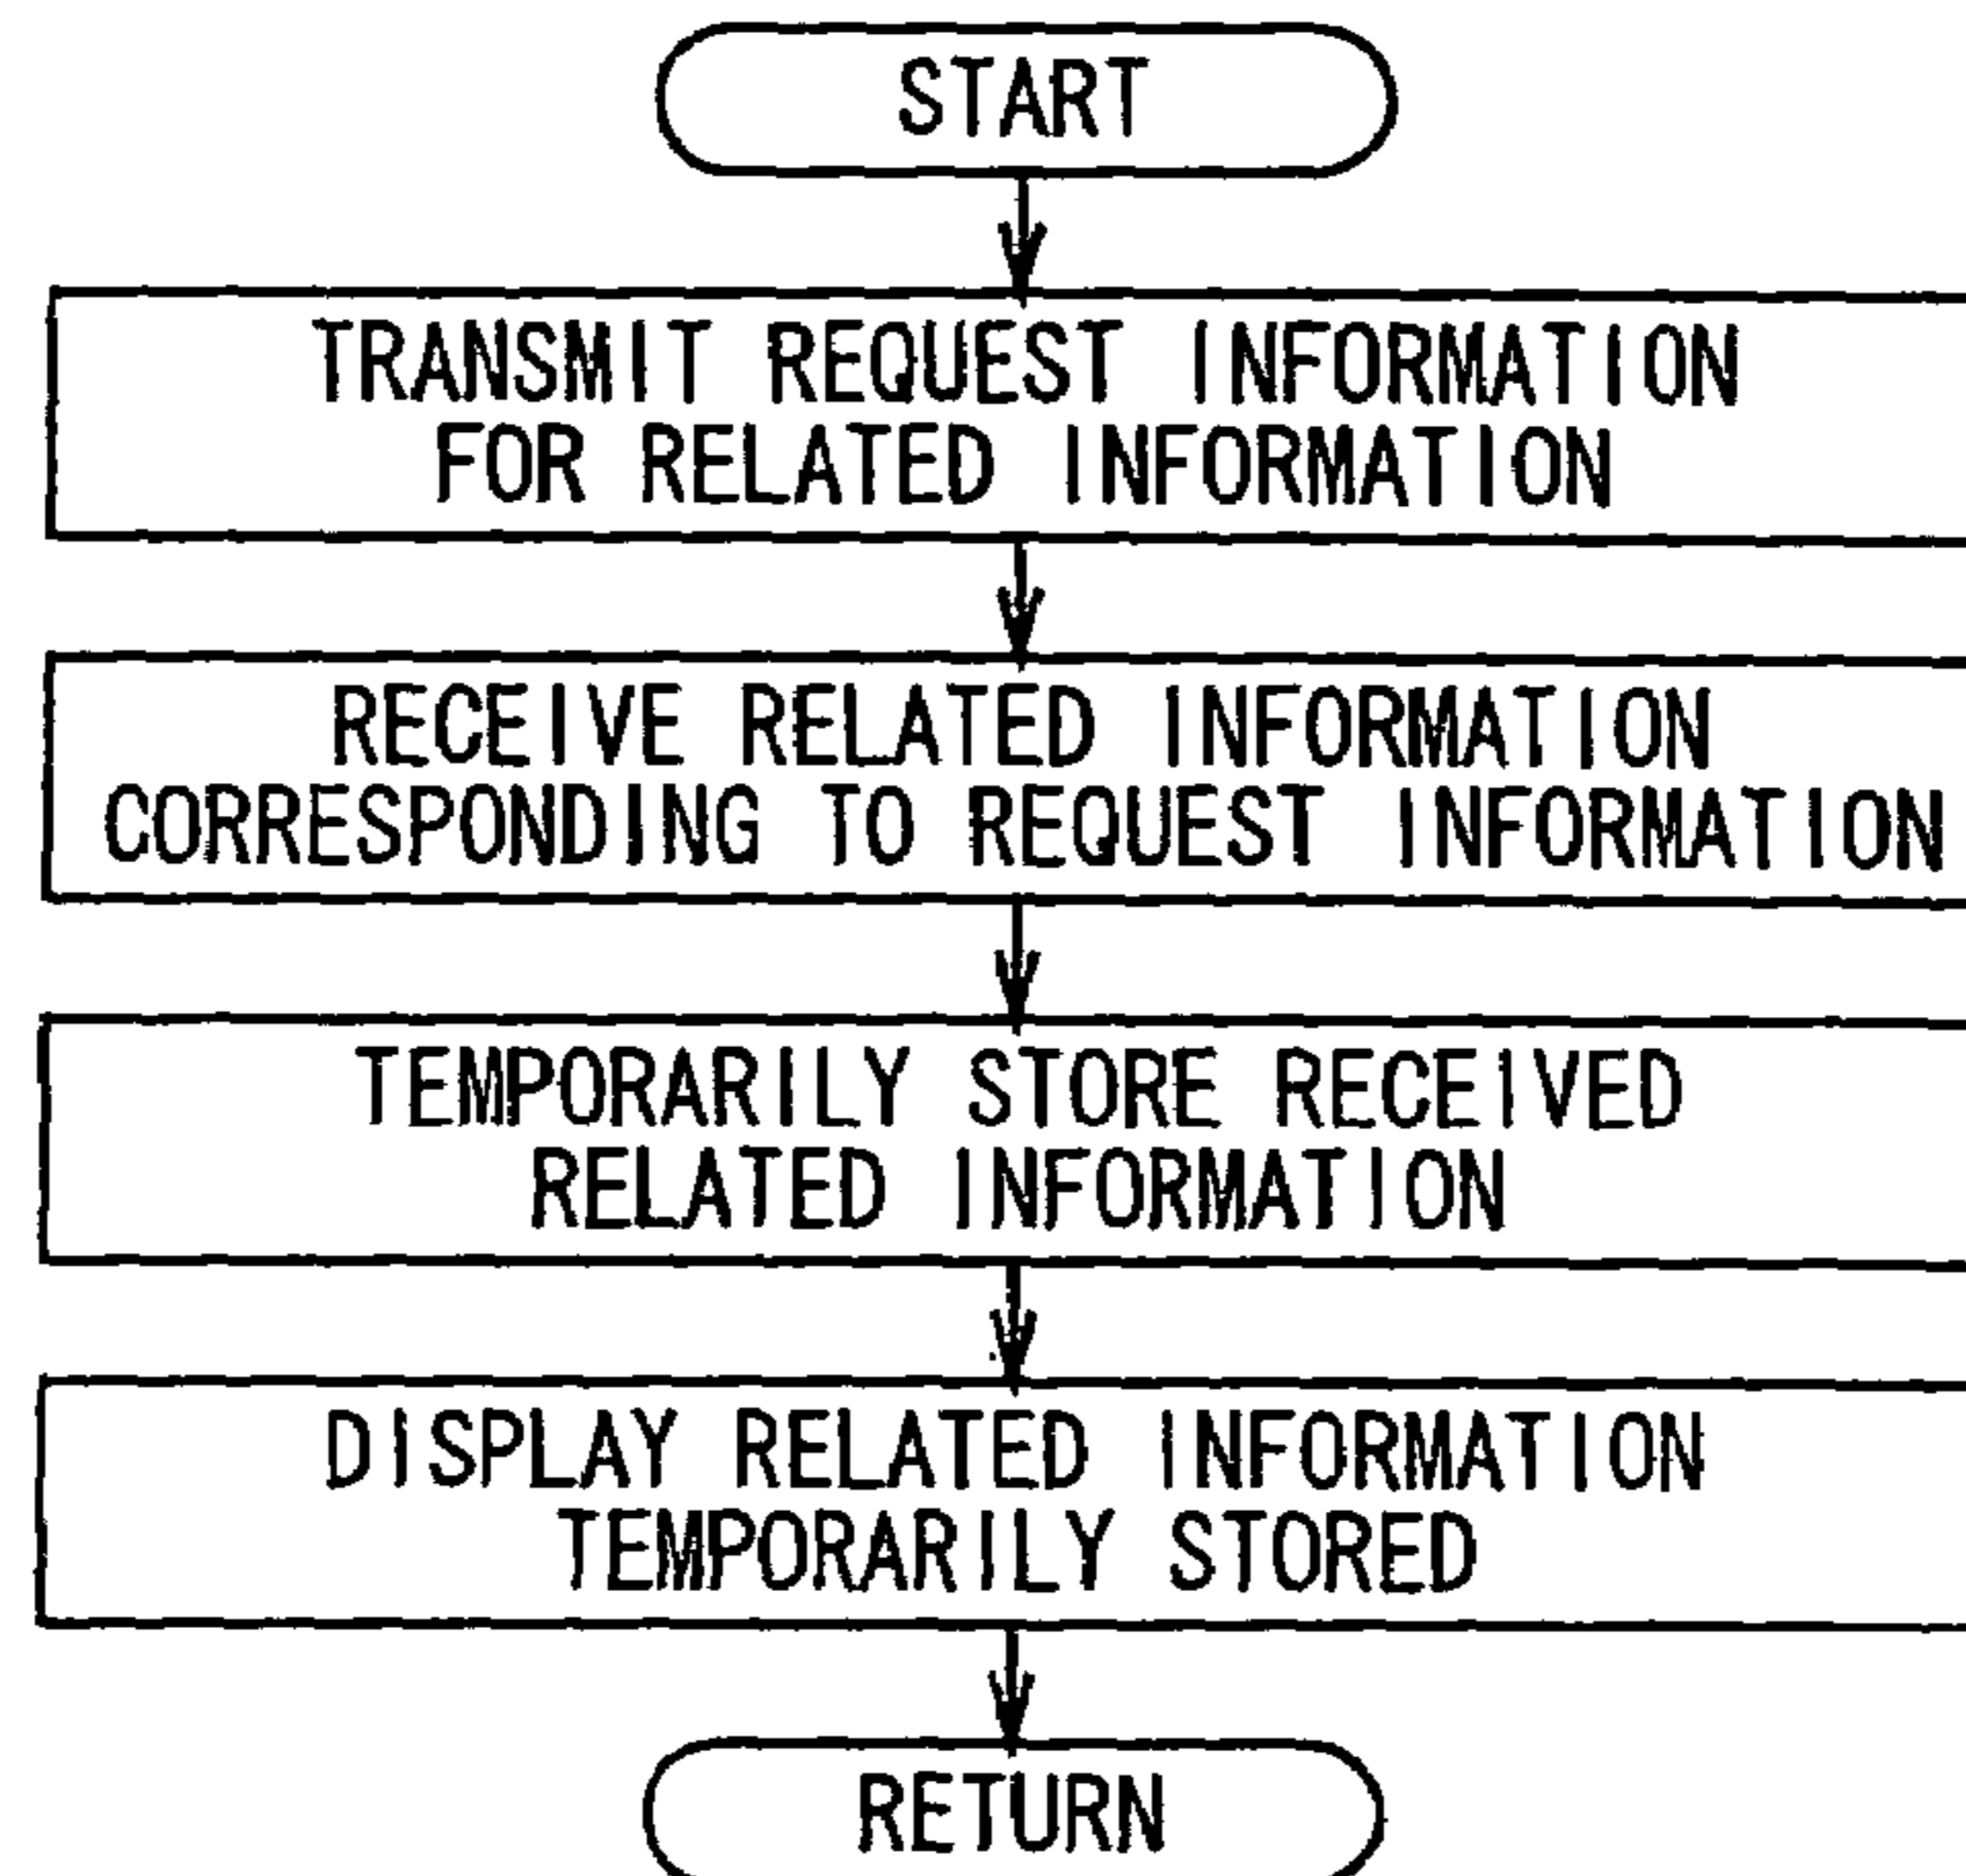 START
TRANSMIT REQUEST INFORMATION
FOR RELATED INFORMATION
RECEIVE RELATED INFORMATION
CORRESPONDING TO REQUEST INFORMATION
TEMPORARILY STORE RECEIVED
RELATED INFORMATION
DISPLAY RELATED INFORMATION
TEMPORARILY STORED
RETURN